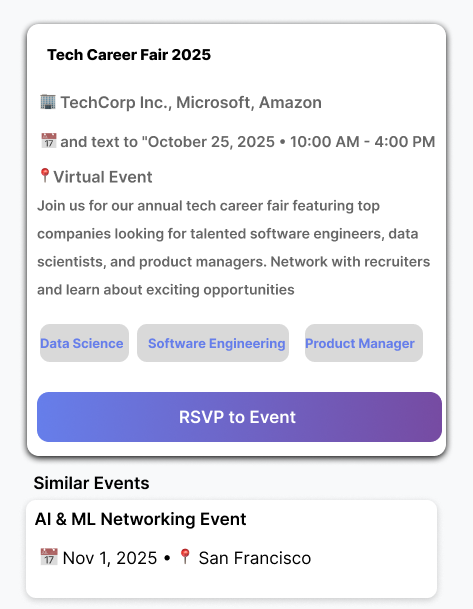 Tech Career Fair 2025
🏢 TechCorp Inc., Microsoft, Amazon
📅 and text to "October 25, 2025 • 10:00 AM - 4:00 PM
📍Virtual Event
Join us for our annual tech career fair featuring top
companies looking for talented software engineers, data
scientists, and product managers. Network with recruiters
and learn about exciting opportunities
Data Science Software Engineering Product Manager
RSVP to Event
Similar Events
AI & ML Networking Event
📅 Nov 1, 2025 • 📍 San Francisco